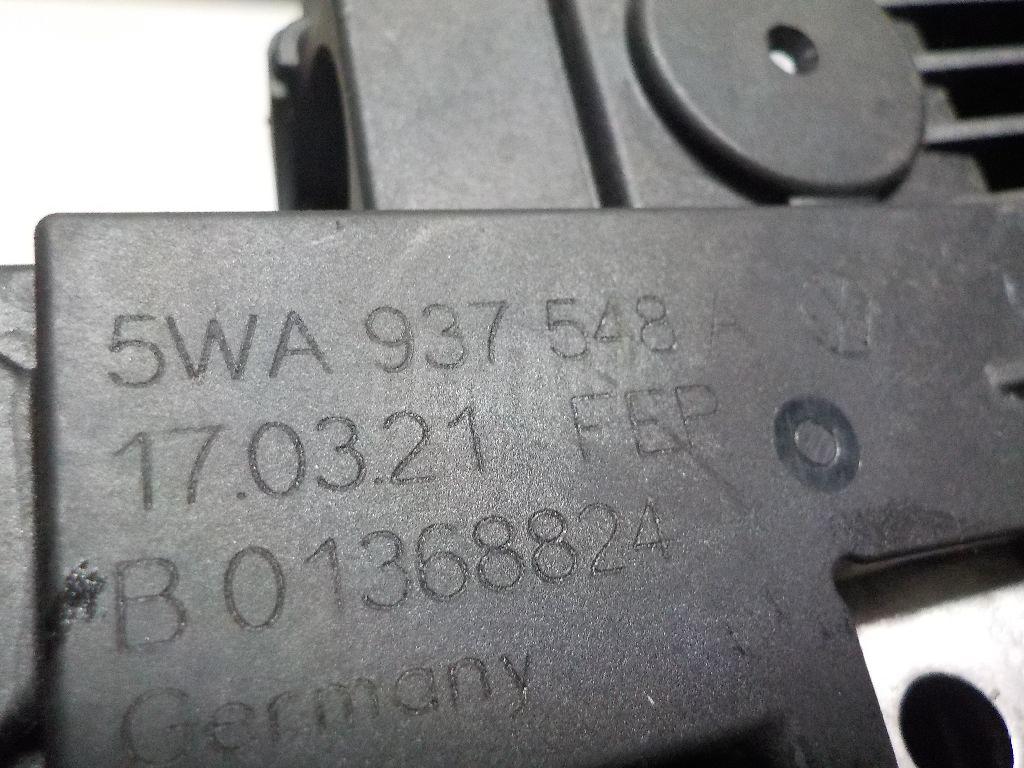 5WA 937 548 A
17.03.21 FEP
B 01368824
Germany